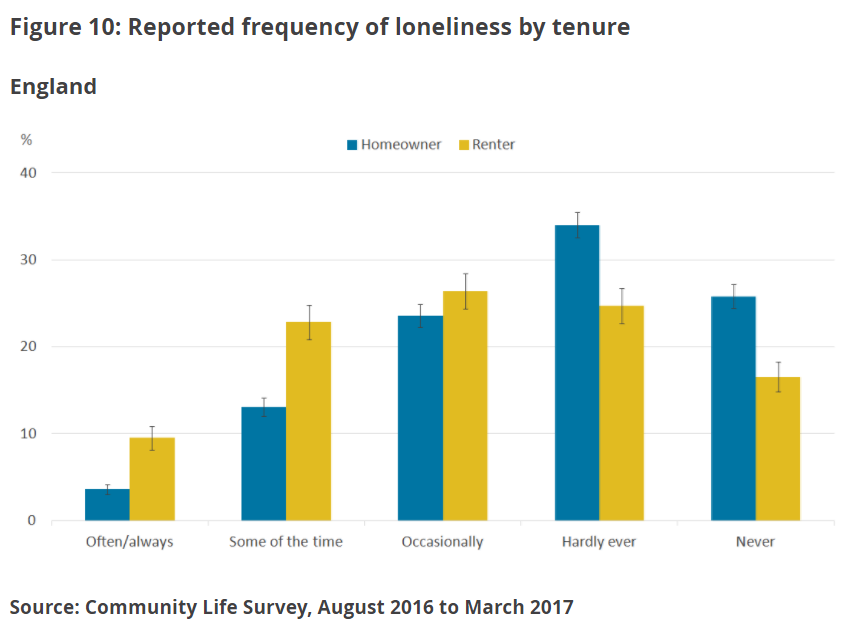 Figure 10: Reported frequency of loneliness by tenure
England
%
Homeowner Renter
40
30
20
10
0
Often/always Some of the time Occasionally Hardly ever Never
Source: Community Life Survey, August 2016 to March 2017